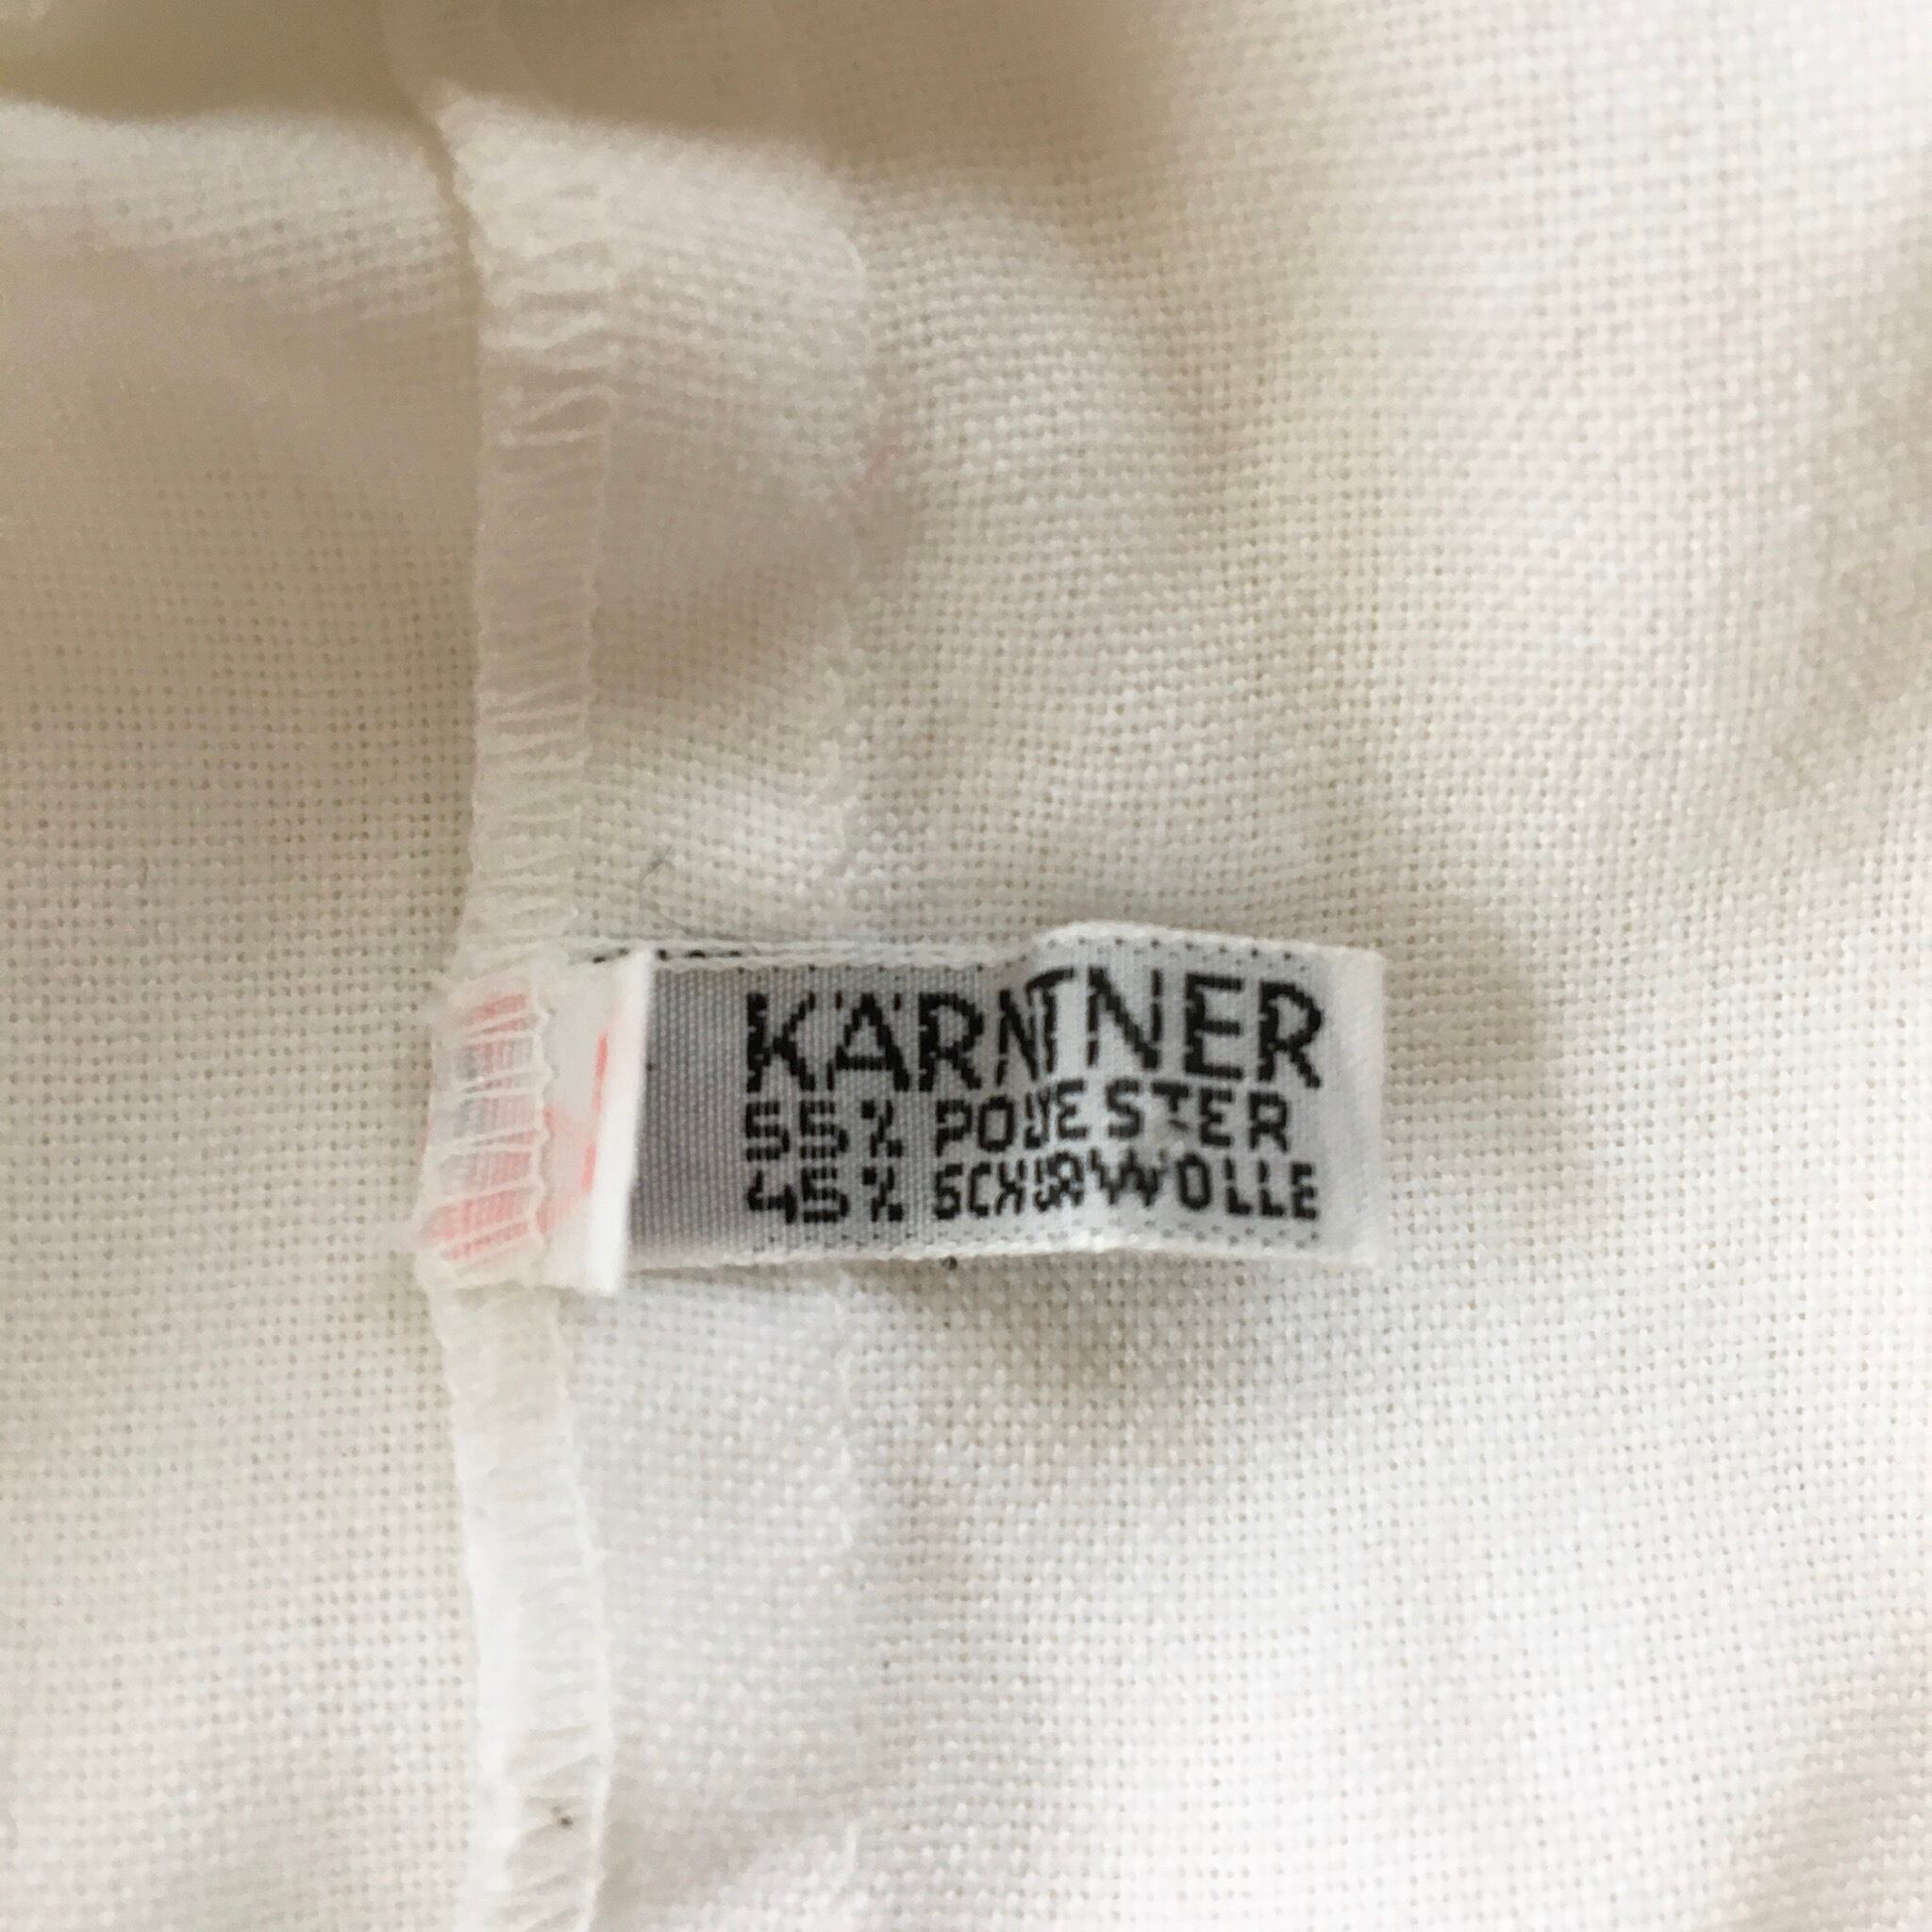 KÄRNTNER
55% POLYESTER
45% SCHURWOLLE